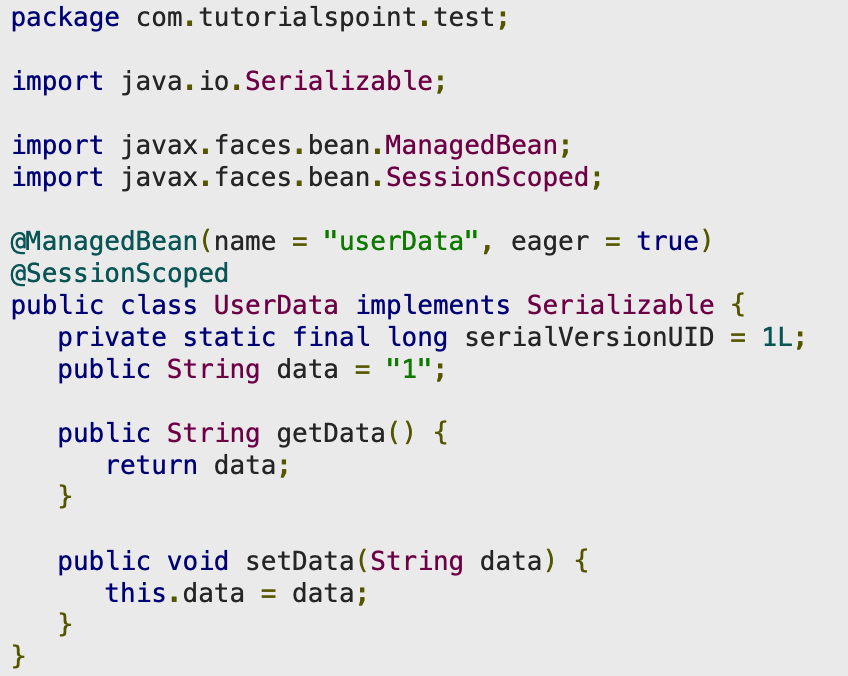 package com.tutorialspoint.test;
import java.io.Serializable;
import javax.faces.bean.ManagedBean;
import javax.faces.bean.SessionScoped;
@ManagedBean(name = "userData", eager = true)
@SessionScoped
public class UserData implements Serializable {
   private static final long serialVersionUID = 1L;
   public String data = "1";
   public String getData() {
      return data;
   }
   public void setData(String data) {
      this.data = data;
   }
}